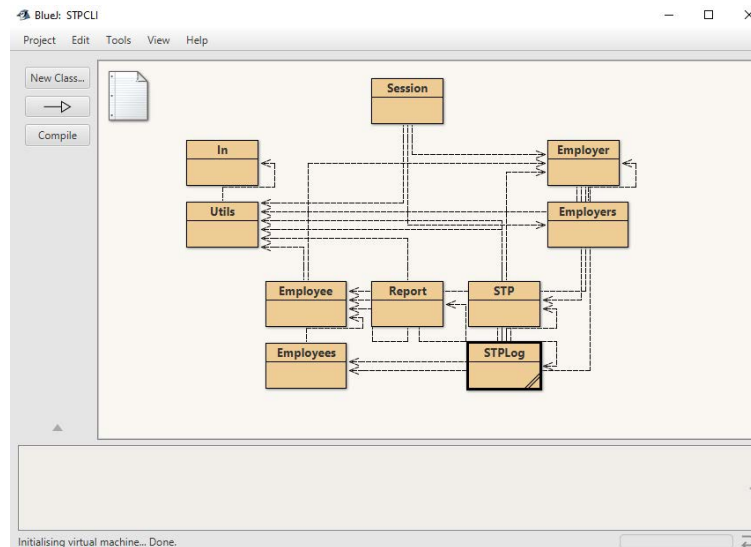 BlueJ: STPCLI
Project Edit Tools View Help
New Class...
Compile
Session
In
Employer
Utils
Employers
Employee
Report
STP
Employees
STPLog
Initialising virtual machine... Done.